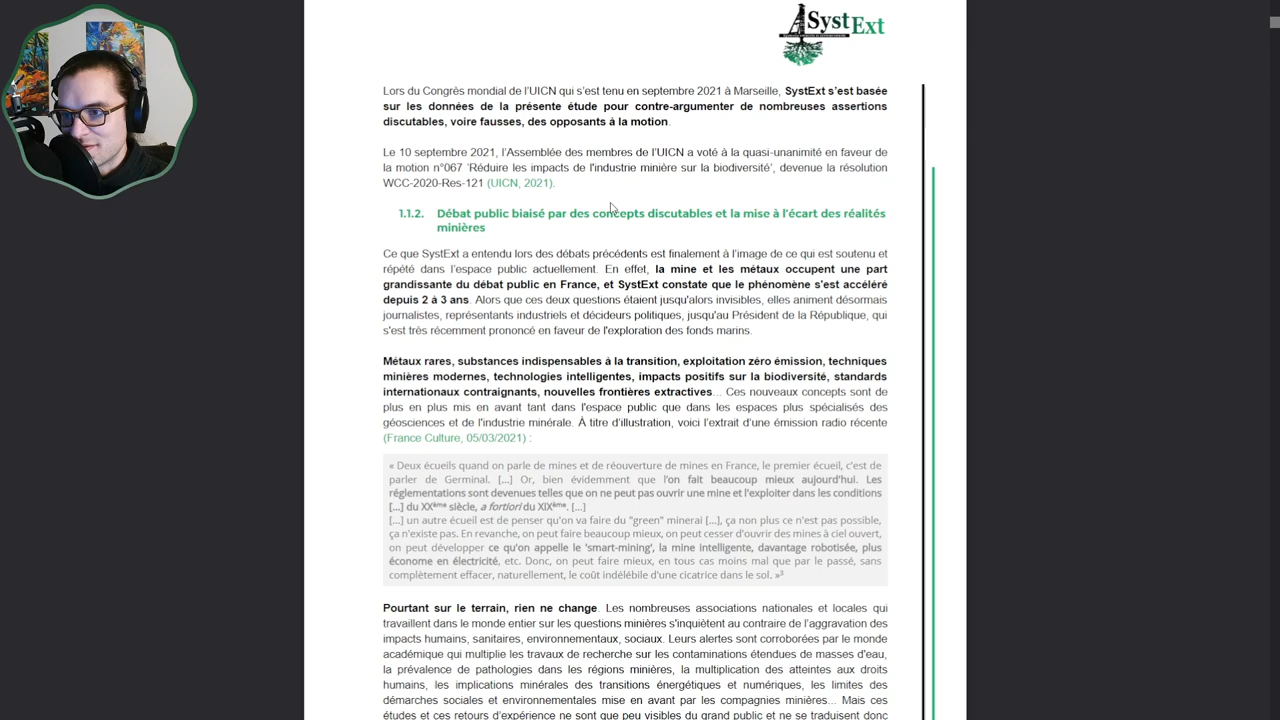 SystExt
Lors du Congrès mondial de l'UICN qui s'est tenu en septembre 2021 à Marseille, SystExt s'est basée
sur les données de la présente étude pour contre-argumenter de nombreuses assertions
discutables, voire fausses, des opposants à la motion.
Le 10 septembre 2021, l'Assemblée des membres de l'UICN a voté à la quasi-unanimité en faveur de
la motion n°067 'Réduire les impacts de l'industrie minière sur la biodiversité', devenue la résolution
WCC-2020-Res-121 (UICN, 2021).
1.1.2. Débat public biaisé par des concepts discutables et la mise à l'écart des réalités
minières
Ce que SystExt a entendu lors des débats précédents est finalement à l'image de ce qui est soutenu et
répété dans l'espace public actuellement. En effet, la mine et les métaux occupent une part
grandissante du débat public en France, et SystExt constate que le phénomène s'est accéléré
depuis 2 à 3 ans. Alors que ces deux questions étaient jusqu'alors invisibles, elles animent désormais
journalistes, représentants industriels et décideurs politiques, jusqu'au Président de la République, qui
s'est très récemment prononcé en faveur de l'exploration des fonds marins.
Métaux rares, substances indispensables à la transition, exploitation zéro émission, techniques
minières modernes, technologies intelligentes, impacts positifs sur la biodiversité, standards
internationaux contraignants, nouvelles frontières extractives... Ces nouveaux concepts sont de
plus en plus mis en avant tant dans l'espace public que dans les espaces plus spécialisés des
géosciences et de l'industrie minérale. À titre d'illustration, voici l'extrait d'une émission radio récente
(France Culture, 05/03/2021) :
« Deux écueils quand on parle de mines et de réouverture de mines en France, le premier écueil, c'est de
parler de Germinal. [...] Or, bien évidemment que l'on fait beaucoup mieux aujourd'hui. Les
réglementations sont devenues telles que on ne peut pas ouvrir une mine et l'exploiter dans les conditions
[...] du XXème siècle, a fortiori du XIXème. [...]
[...] un autre écueil est de penser qu'on va faire du "green" minerai [...], ça non plus ce n'est pas possible,
ça n'existe pas. En revanche, on peut faire beaucoup mieux, on peut cesser d'ouvrir des mines à ciel ouvert,
on peut développer ce qu'on appelle le 'smart-mining', la mine intelligente, davantage robotisée, plus
économe en électricité, etc. Donc, on peut faire mieux, en tous cas moins mal que par le passé, sans
complètement effacer, naturellement, le coût indélébile d'une cicatrice dans le sol. »3
Pourtant sur le terrain, rien ne change. Les nombreuses associations nationales et locales qui
travaillent dans le monde entier sur les questions minières s'inquiètent au contraire de l'aggravation des
impacts humains, sanitaires, environnementaux, sociaux. Leurs alertes sont corroborées par le monde
académique qui multiplie les travaux de recherche sur les contaminations étendues de masses d'eau,
la prévalence de pathologies dans les régions minières, la multiplication des atteintes aux droits
humains, les implications minérales des transitions énergétiques et numériques, les limites des
démarches sociales et environnementales mise en avant par les compagnies minières... Mais ces
études et ces retours d'expérience ne sont que peu visibles du grand public et ne se traduisent donc